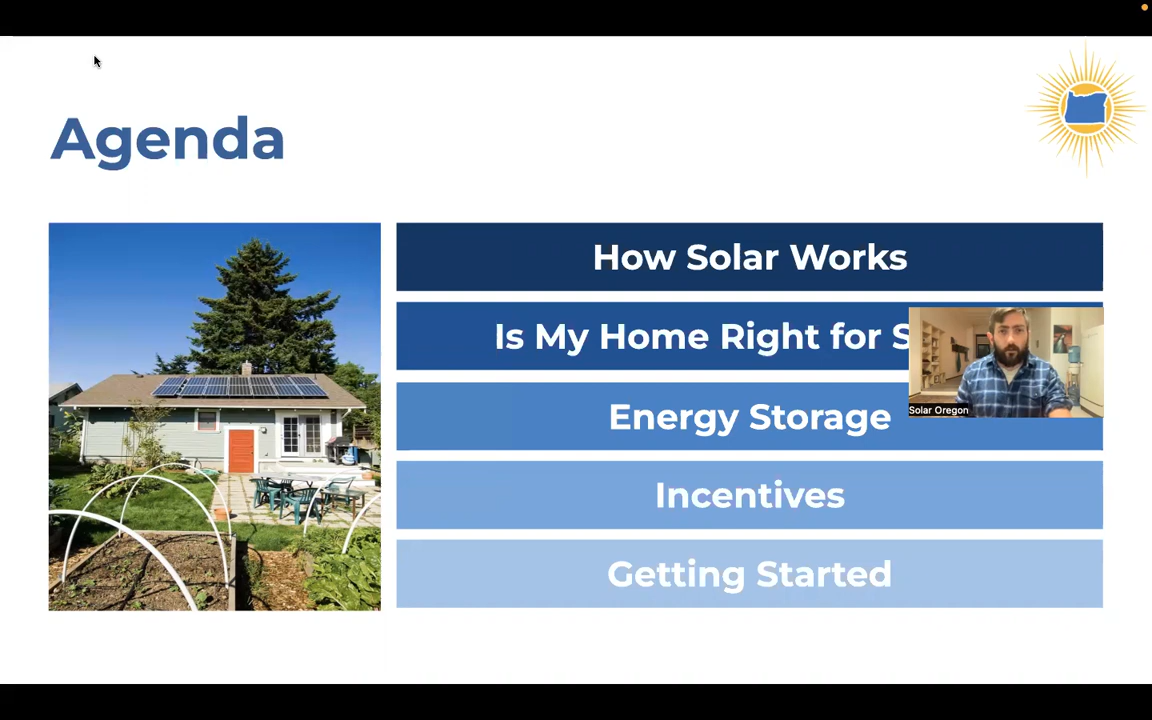 Agenda
How Solar Works
Is My Home Right for S
Solar Oregon
Energy Storage
Incentives
Getting Started